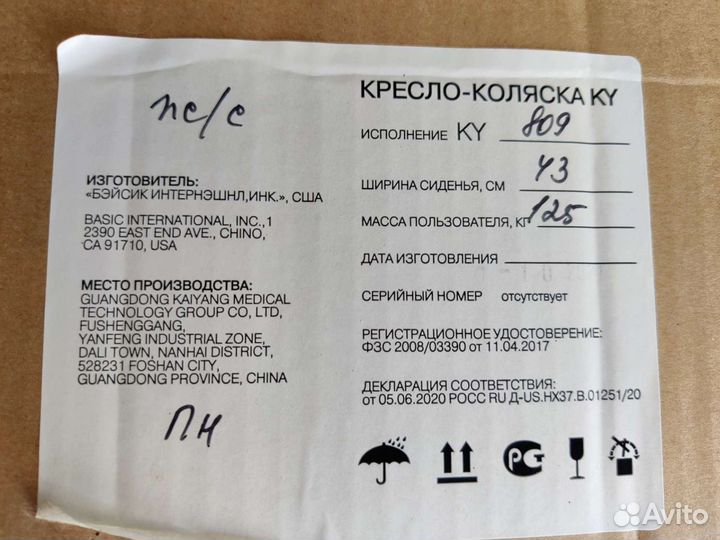 пс/с
ИЗГОТОВИТЕЛЬ:
«БЭЙСИК ИНТЕРНЭШНЛ,ИНК.», США
BASIC INTERNATIONAL, INC.,1
2390 EAST END AVE., CHINO,
CA 91710, USA
МЕСТО ПРОИЗВОДСТВА:
GUANGDONG KAIYANG MEDICAL
TECHNOLOGY GROUP CO, LTD,
FUSHENGGANG,
YANFENG INDUSTRIAL ZONE,
DALI TOWN, NANHAI DISTRICT,
528231 FOSHAN CITY,
GUANGDONG PROVINCE, CHINA
ПН
КРЕСЛО-КОЛЯСКА KY
ИСПОЛНЕНИЕ KY 809
ШИРИНА СИДЕНЬЯ, СМ 43
МАССА ПОЛЬЗОВАТЕЛЯ, КГ 125
ДАТА ИЗГОТОВЛЕНИЯ
СЕРИЙНЫЙ НОМЕР отсутствует
РЕГИСТРАЦИОННОЕ УДОСТОВЕРЕНИЕ:
ФЗС 2008/03390 от 11.04.2017
ДЕКЛАРАЦИЯ СООТВЕТСТВИЯ:
от 05.06.2020 РОСС RU Д-US.НХ37.В.01251/20
РСТ
Avito